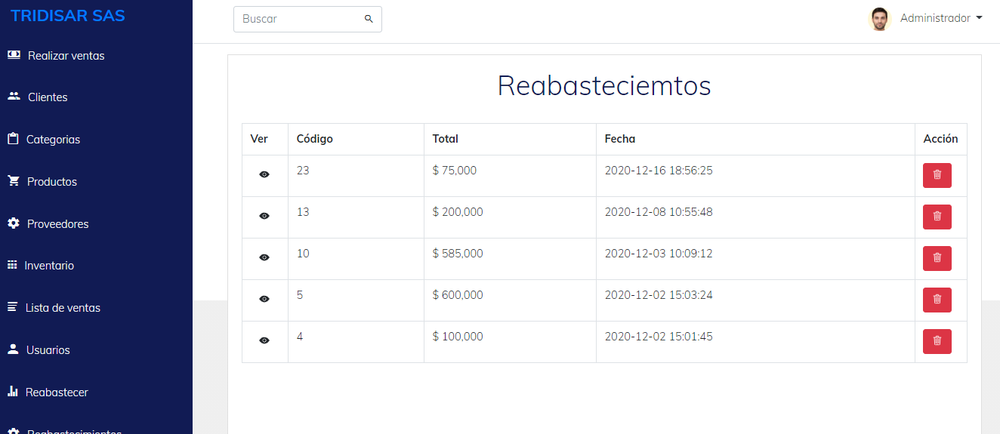 TRIDISAR SAS
Realizar ventas
Clientes
Categorias
Productos
Proveedores
Inventario
Lista de ventas
Usuarios
Reabastecer
Reabastecimientos
Buscar
Administrador
Reabasteciemtos
Ver Código Total Fecha Acción
23 $ 75,000 2020-12-16 18:56:25
13 $ 200,000 2020-12-08 10:55:48
10 $ 585,000 2020-12-03 10:09:12
5 $ 600,000 2020-12-02 15:03:24
4 $ 100,000 2020-12-02 15:01:45